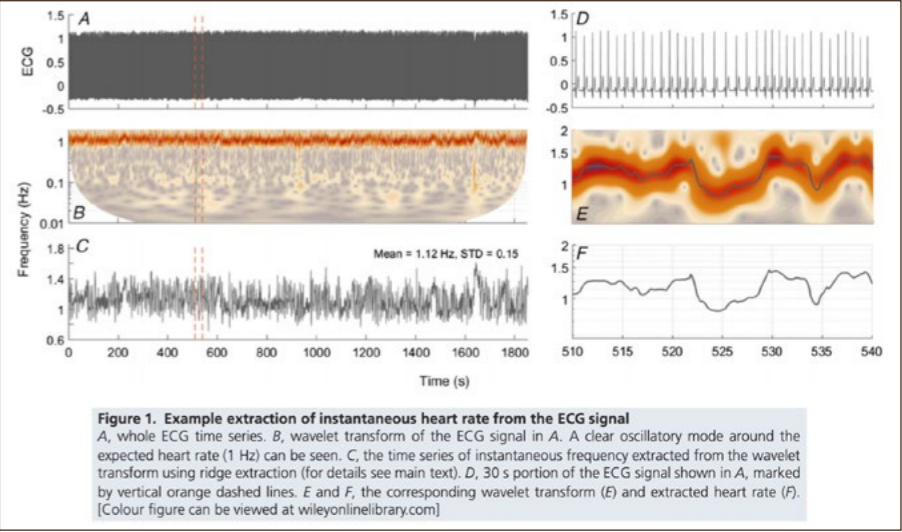 A
D
1.5
1
0.5
0
-0.5
ECG
1.5
1
0.5
0
-0.5
B
E
1
0.1
0.01
2
1.5
1
Frequency (Hz)
C
F
Mean = 1.12 Hz, STD = 0.15
1.8
1.4
1
0.6
2
1.5
1
0 200 400 600 800 1000 1200 1400 1600 1800
510 515 520 525 530 535 540
Time (s)
Figure 1. Example extraction of instantaneous heart rate from the ECG signal
A, whole ECG time series. B, wavelet transform of the ECG signal in A. A clear oscillatory mode around the
expected heart rate (1 Hz) can be seen. C, the time series of instantaneous frequency extracted from the wavelet
transform using ridge extraction (for details see main text). D, 30 s portion of the ECG signal shown in A, marked
by vertical orange dashed lines. E and F, the corresponding wavelet transform (E) and extracted heart rate (F).
[Colour figure can be viewed at wileyonlinelibrary.com]